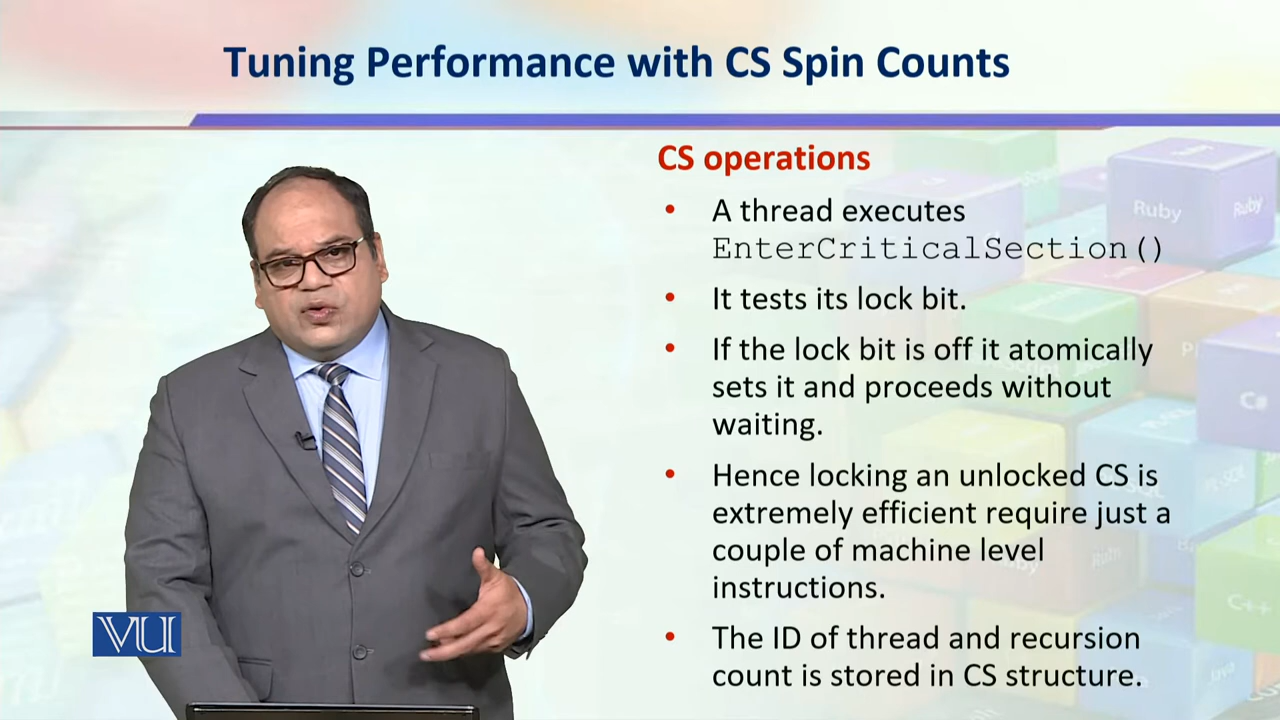 Tuning Performance with CS Spin Counts
CS operations
• A thread executes
EnterCriticalSection()
• It tests its lock bit.
• If the lock bit is off it atomically
sets it and proceeds without
waiting.
• Hence locking an unlocked CS is
extremely efficient require just a
couple of machine level
instructions.
• The ID of thread and recursion
count is stored in CS structure.
VU
Ruby
Ruby
C#
C++